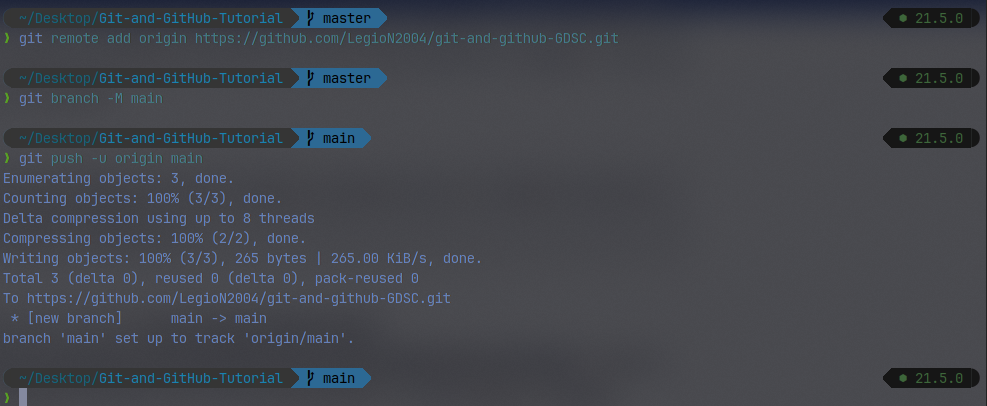 ~/Desktop/Git-and-GitHub-Tutorial master 21.5.0
❯ git remote add origin https://github.com/LegioN2004/git-and-github-GDSC.git
~/Desktop/Git-and-GitHub-Tutorial master 21.5.0
❯ git branch -M main
~/Desktop/Git-and-GitHub-Tutorial main 21.5.0
❯ git push -u origin main
Enumerating objects: 3, done.
Counting objects: 100% (3/3), done.
Delta compression using up to 8 threads
Compressing objects: 100% (2/2), done.
Writing objects: 100% (3/3), 265 bytes | 265.00 KiB/s, done.
Total 3 (delta 0), reused 0 (delta 0), pack-reused 0
To https://github.com/LegioN2004/git-and-github-GDSC.git
 * [new branch]      main -> main
branch 'main' set up to track 'origin/main'.
~/Desktop/Git-and-GitHub-Tutorial main 21.5.0
❯